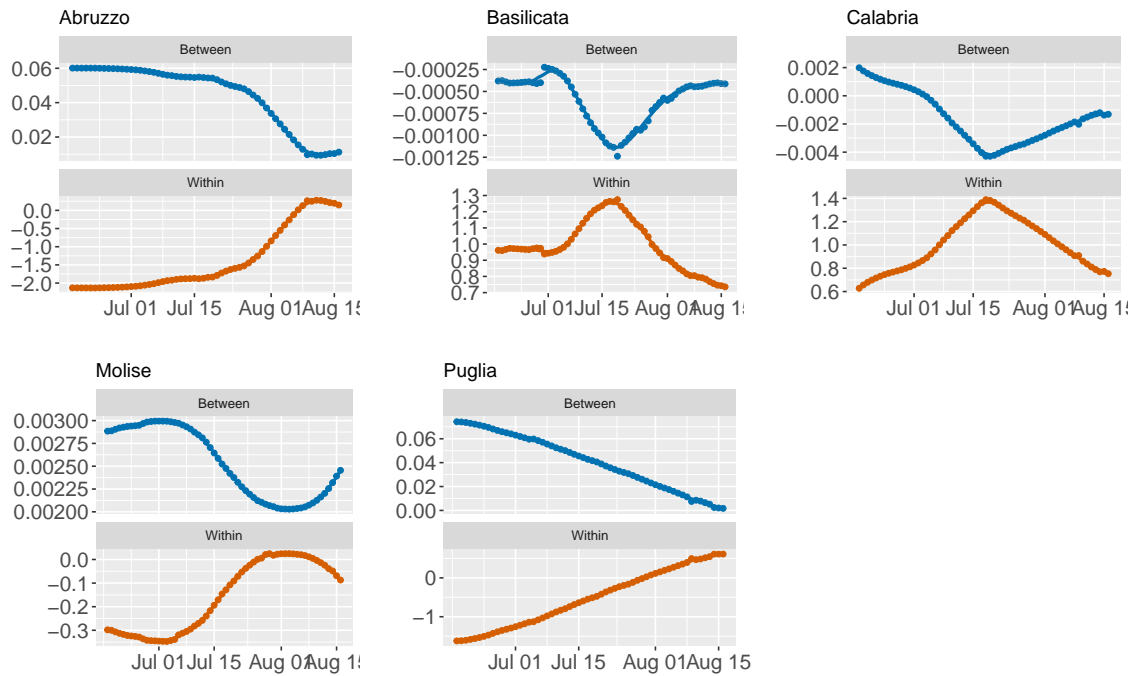 Abruzzo
Between
0.06
0.04
0.02
Within
0.0
−0.5
−1.0
−1.5
−2.0
Jul 01 Jul 15 Aug 01 Aug 15
Basilicata
Between
−0.00025
−0.00050
−0.00075
−0.00100
−0.00125
Within
1.3
1.2
1.1
1.0
0.9
0.8
0.7
Jul 01 Jul 15 Aug 01 Aug 15
Calabria
Between
0.002
0.000
−0.002
−0.004
Within
1.4
1.2
1.0
0.8
0.6
Jul 01 Jul 15 Aug 01 Aug 15
Molise
Between
0.00300
0.00275
0.00250
0.00225
0.00200
Within
0.0
−0.1
−0.2
−0.3
Jul 01 Jul 15 Aug 01 Aug 15
Puglia
Between
0.06
0.04
0.02
0.00
Within
0
−1
Jul 01 Jul 15 Aug 01 Aug 15